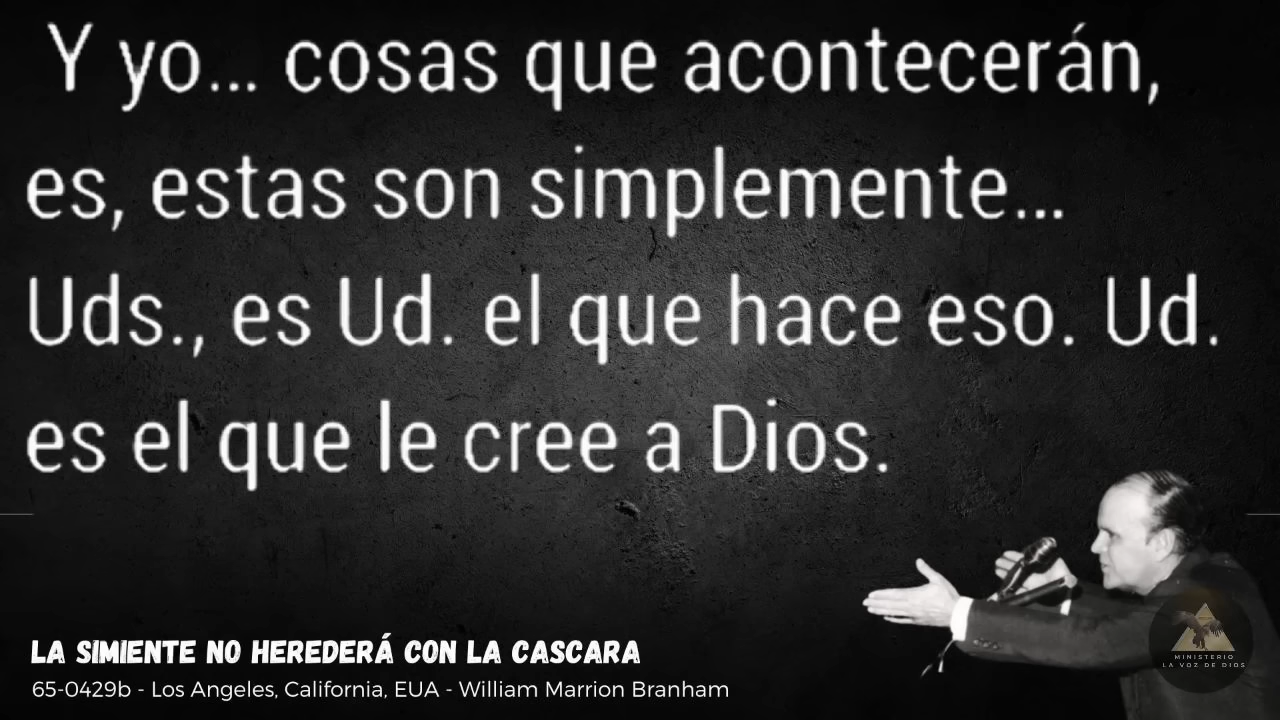 Y yo... cosas que acontecerán,
es, estas son simplemente...
Uds., es Ud. el que hace eso. Ud.
es el que le cree a Dios.
LA SIMIENTE NO HEREDERÁ CON LA CASCARA
65-0429b - Los Angeles, California, EUA - William Marrion Branham
MINISTERIO
LA VOZ DE DIOS